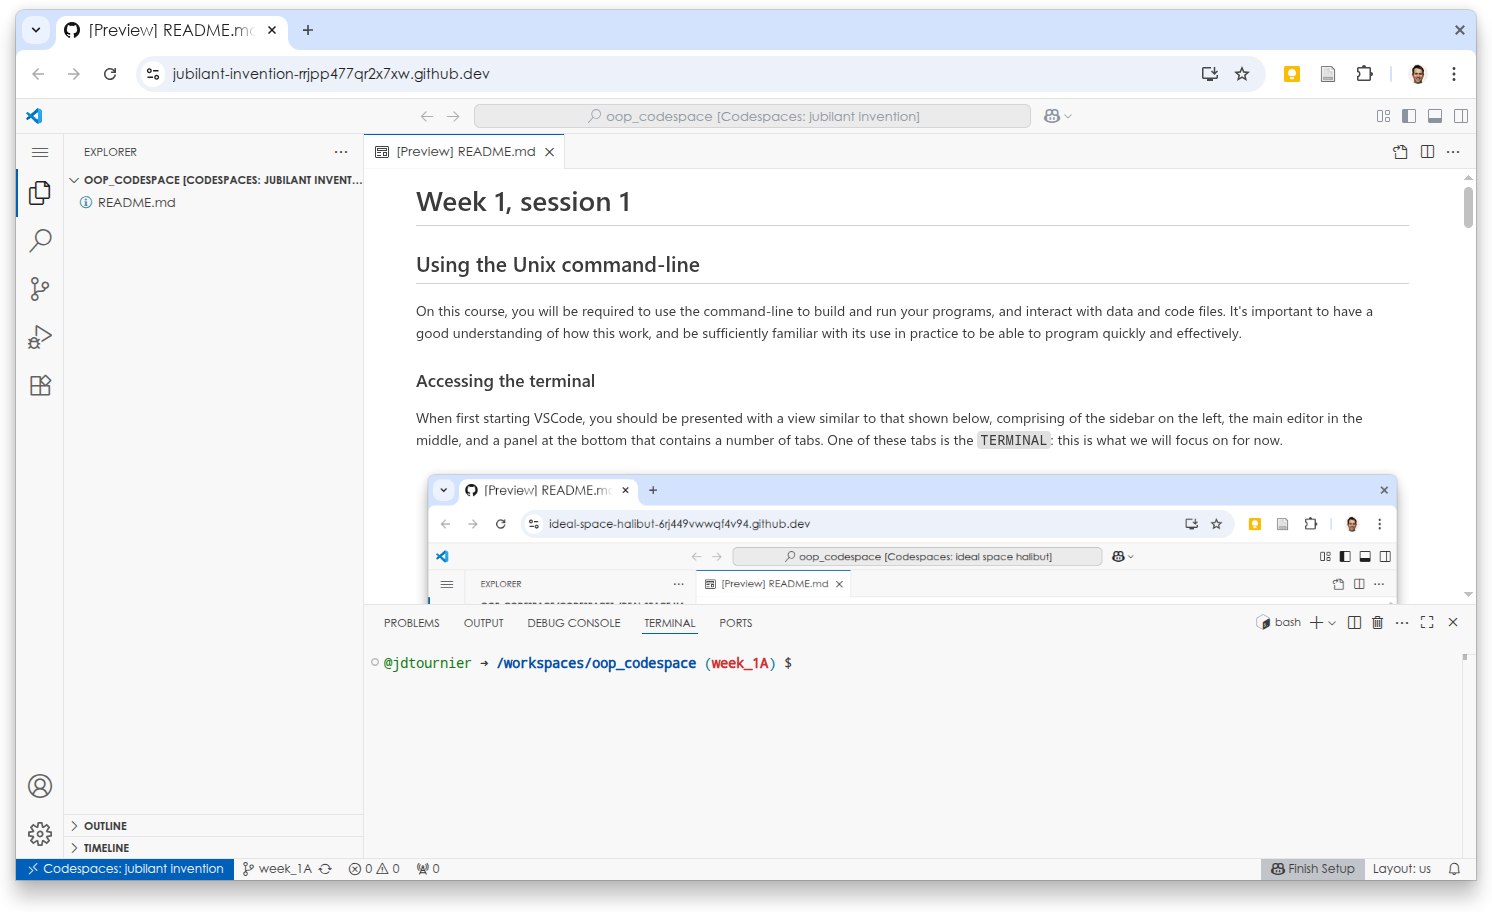 [Preview] README.md
jubilant-invention-rrjpp477qr2x7xw.github.dev
oop_codespace [Codespaces: jubilant invention]
EXPLORER
OOP_CODESPACE [CODESPACES: JUBILANT INVENT...
README.md
[Preview] README.md
Week 1, session 1
Using the Unix command-line
On this course, you will be required to use the command-line to build and run your programs, and interact with data and code files. It's important to have a
good understanding of how this work, and be sufficiently familiar with its use in practice to be able to program quickly and effectively.
Accessing the terminal
When first starting VSCode, you should be presented with a view similar to that shown below, comprising of the sidebar on the left, the main editor in the
middle, and a panel at the bottom that contains a number of tabs. One of these tabs is the TERMINAL: this is what we will focus on for now.
[Preview] README.mc
ideal-space-halibut-6rj449vwwqf4v94.github.dev
oop_codespace [Codespaces: ideal space halibut]
EXPLORER
[Preview] README.md
PROBLEMS OUTPUT DEBUG CONSOLE TERMINAL PORTS
bash
@jdtournier ➜ /workspaces/oop_codespace (week_1A) $
OUTLINE
TIMELINE
Codespaces: jubilant invention
week_1A
0 0
0
Finish Setup
Layout: us